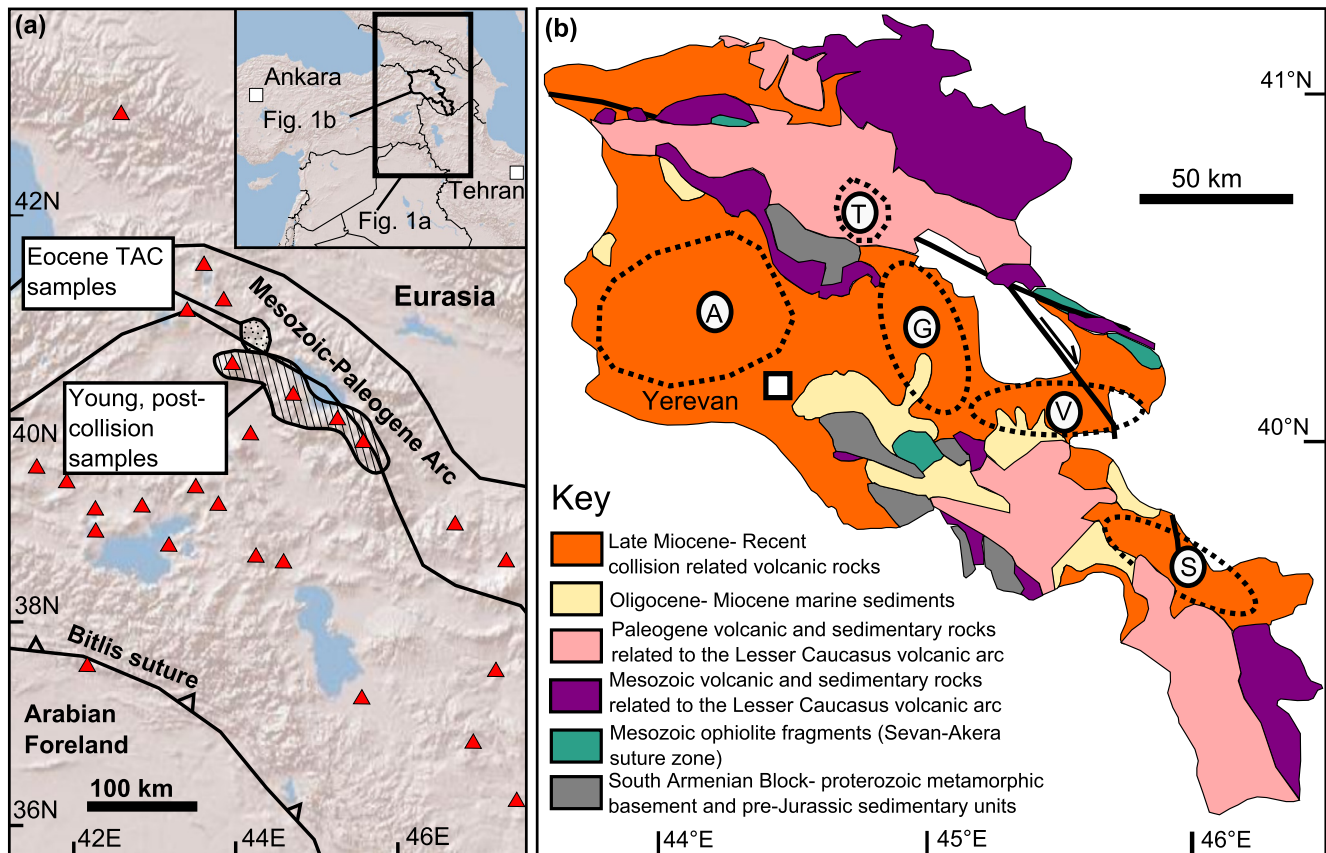 (a)
Ankara
Fig. 1b
Tehran
Fig. 1a
42N
Eocene TAC
samples
Eurasia
Mesozoic-Paleogene Arc
Young, post-
collision
samples
40N
38N
Bitlis suture
Arabian
Foreland
100 km
36N
42E
44E
46E
(b)
41°N
50 km
T
A
G
Yerevan
V
40°N
S
Key
Late Miocene- Recent
collision related volcanic rocks
Oligocene- Miocene marine sediments
Paleogene volcanic and sedimentary rocks
related to the Lesser Caucasus volcanic arc
Mesozoic volcanic and sedimentary rocks
related to the Lesser Caucasus volcanic arc
Mesozoic ophiolite fragments (Sevan-Akera
suture zone)
South Armenian Block- proterozoic metamorphic
basement and pre-Jurassic sedimentary units
44°E
45°E
46°E